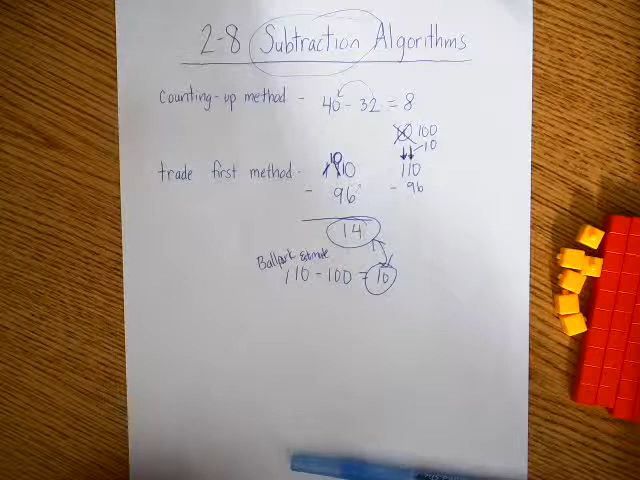 2-8 Subtraction Algorithms
counting-up method - 40 - 32 = 8
100
10
trade first method - 10
110
- 96
- 96
14
Ballpark Estimate
110 - 100 = 10